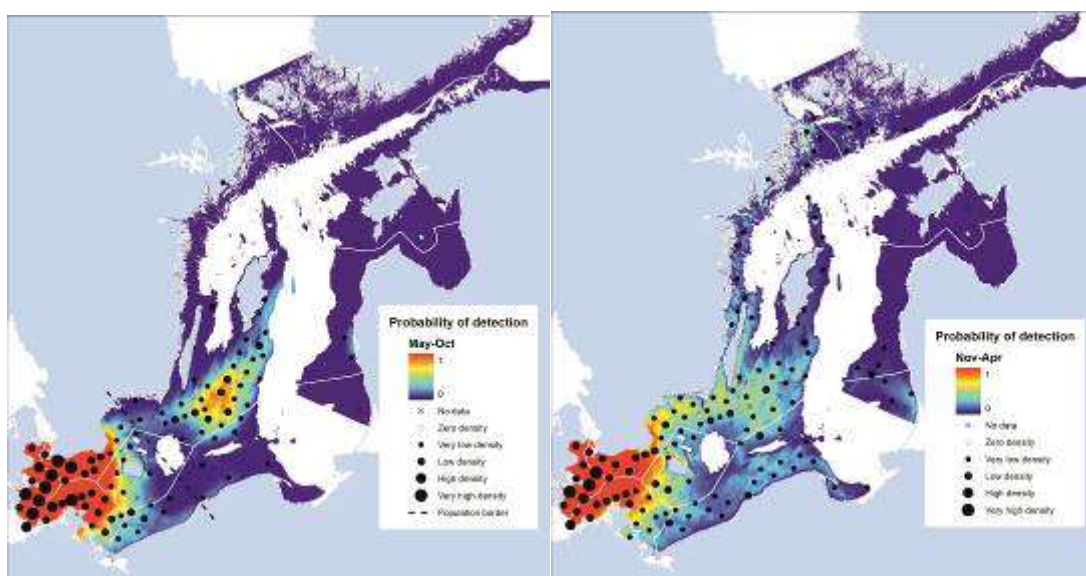 Probability of detection
May-Oct
1
0
No data
Zero density
Very low density
Low density
High density
Very high density
Population border
Probability of detection
Nov-Apr
1
0
No data
Zero density
Very low density
Low density
High density
Very high density